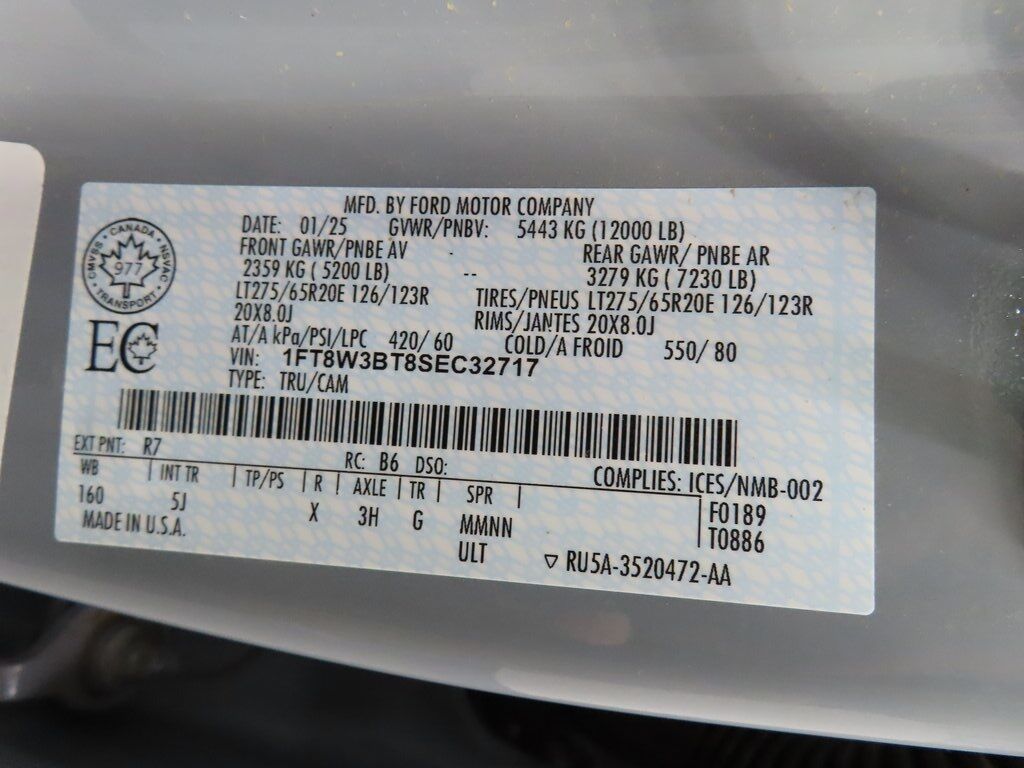 MFD. BY FORD MOTOR COMPANY
DATE: 01/25 GVWR/PNBV: 5443 KG (12000 LB)
FRONT GAWR/PNBE AV REAR GAWR/ PNBE AR
2359 KG ( 5200 LB) -- 3279 KG ( 7230 LB)
LT275/65R20E 126/123R TIRES/PNEUS LT275/65R20E 126/123R
20X8.0J RIMS/JANTES 20X8.0J
AT/A kPa/PSI/LPC 420/ 60 COLD/A FROID 550/ 80
VIN: 1FT8W3BT8SEC32717
TYPE: TRU/CAM
CANADA
CMVSS NSVAC
977
TRANSPORT
EC
EXT PNT: R7 RC: B6 DSO: COMPLIES: ICES/NMB-002
WB INT TR TP/PS R AXLE TR SPR F0189
160 5J X 3H G MMNN T0886
MADE IN U.S.A. ULT ▽ RU5A-3520472-AA